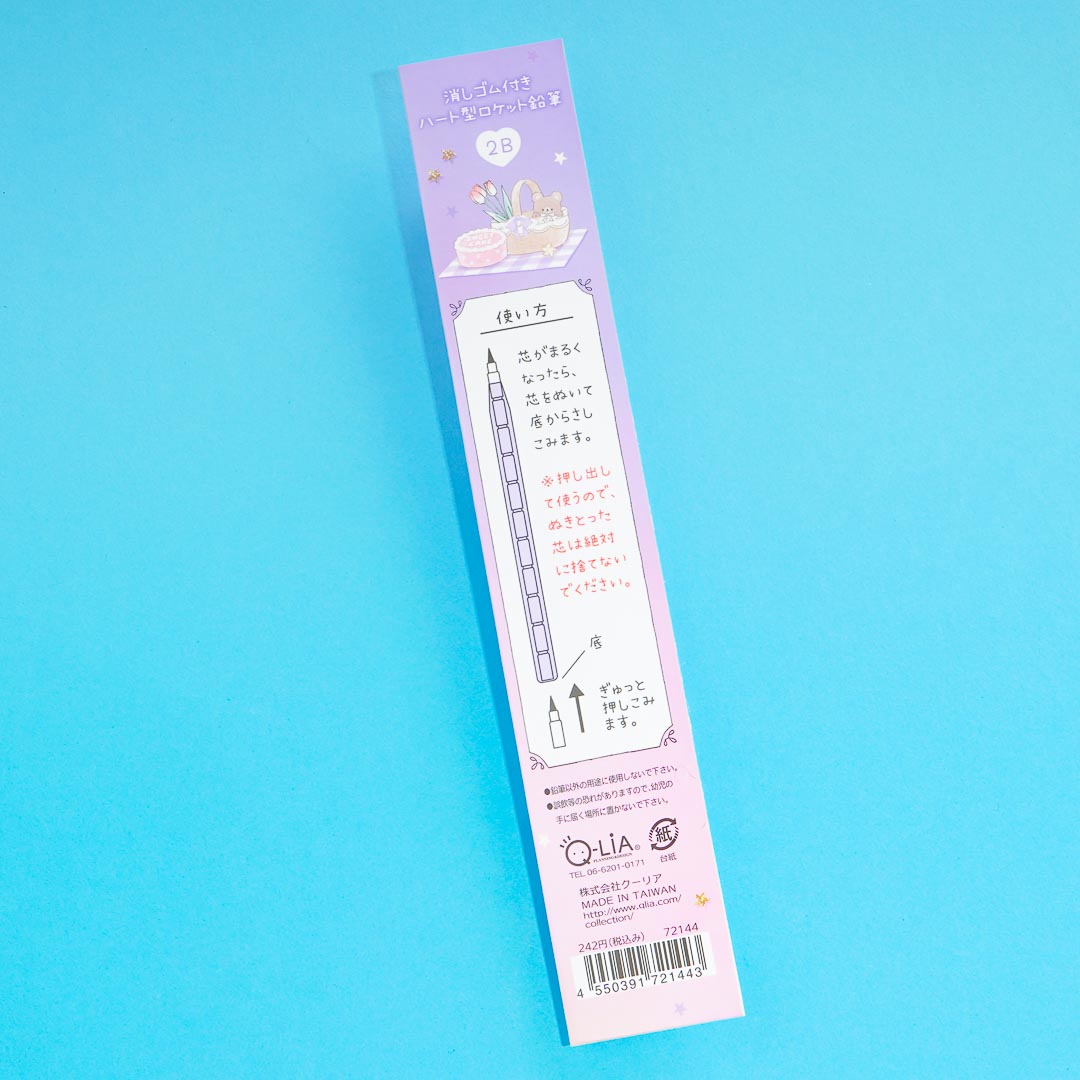 消しゴム付き
ハート型ロケット鉛筆
2B
SWEET
CAKE
使い方
芯がまるく
なったら、
芯をぬいて
底からさし
こみます。
※押し出し
て使うので、
ぬきとった
芯は絶対
に捨てない
でください。
底
ぎゅっと
押しこみ
ます。
●鉛筆以外の用途に使用しないで下さい。
●誤飲等の恐れがありますので、幼児の
手に届く場所に置かないで下さい。
Q-LiA®
PLANNING&DESIGN
TEL 06-6201-0171
紙
台紙
株式会社クーリア
MADE IN TAIWAN
http://www.qlia.com/
collection/
242円(税込み) 72144
4 550391 721443